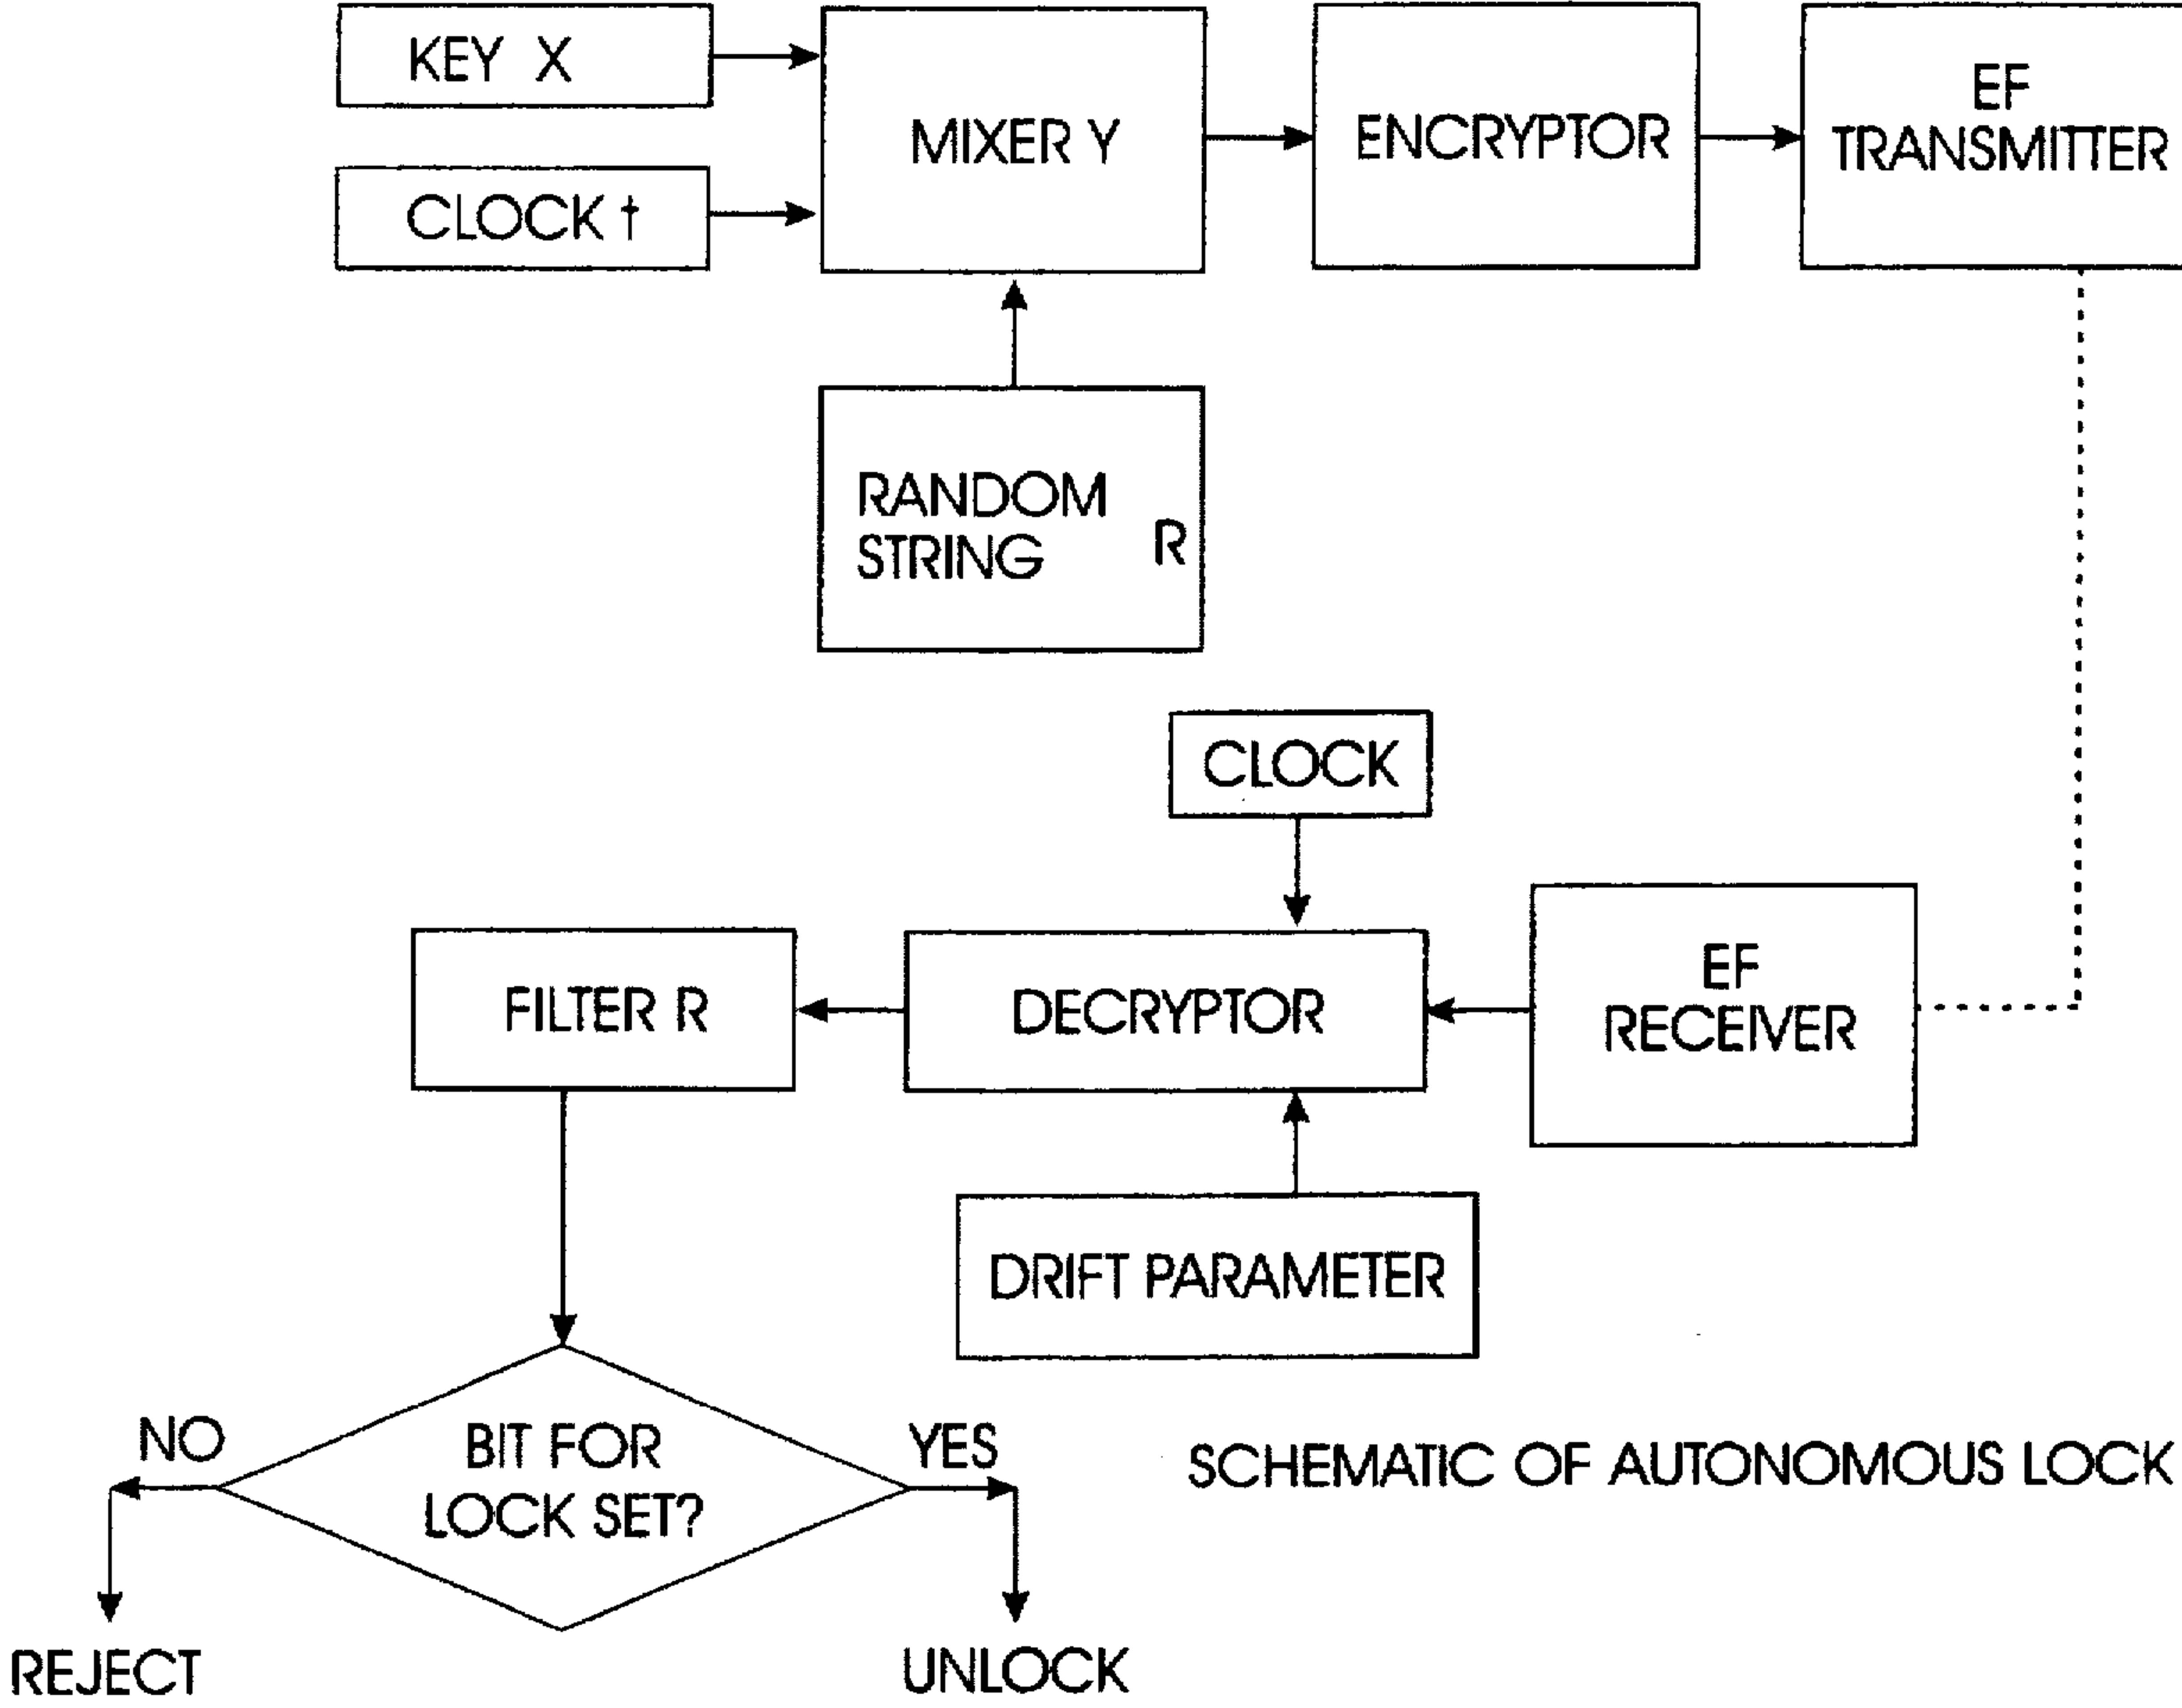 KEY X
CLOCK t
MIXER Y
ENCRYPTOR
EF
TRANSMITTER
RANDOM
STRING R
CLOCK
FILTER R
DECRYPTOR
EF
RECEIVER
DRIFT PARAMETER
NO
BIT FOR
LOCK SET?
YES
SCHEMATIC OF AUTONOMOUS LOCK
REJECT
UNLOCK